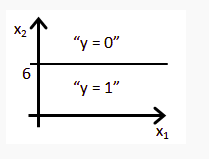 x2
“y = 0”
6
“y = 1”
x1